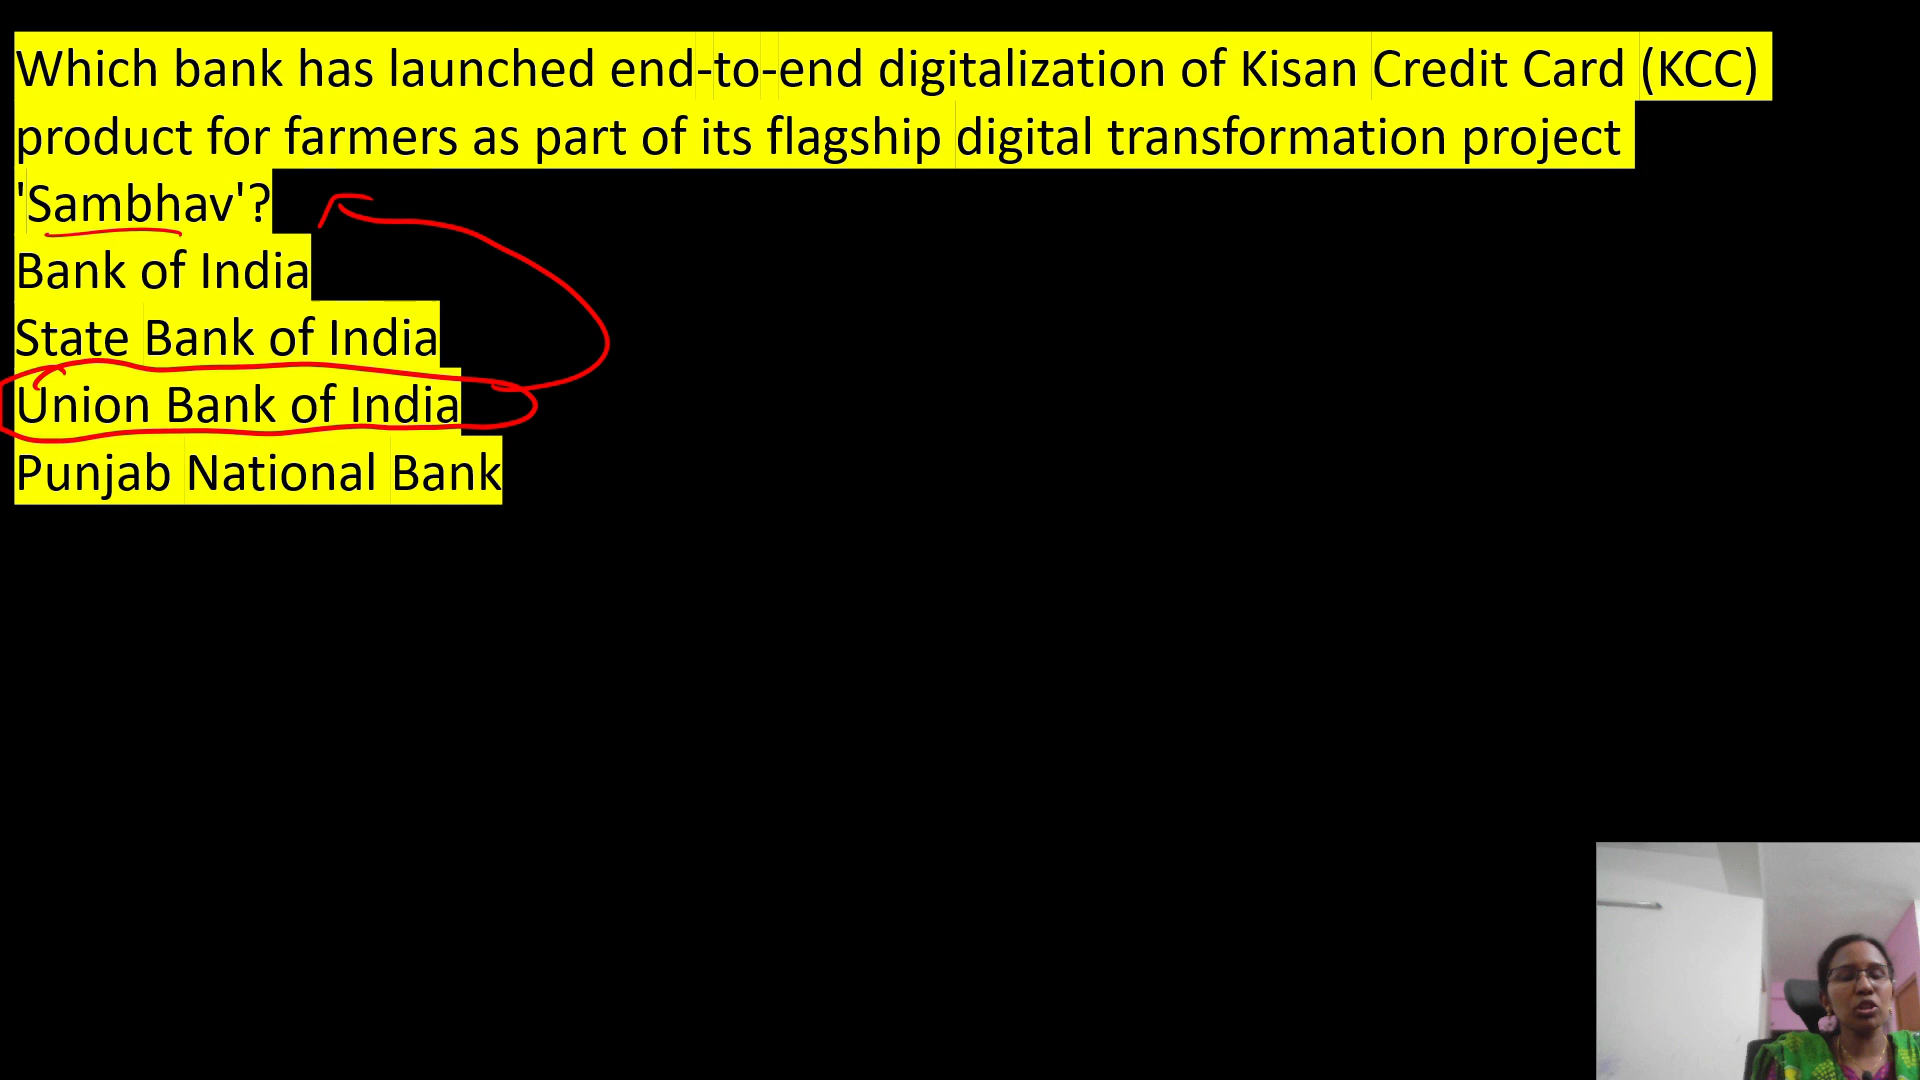 Which bank has launched end-to-end digitalization of Kisan Credit Card (KCC)
product for farmers as part of its flagship digital transformation project
'Sambhav'?
Bank of India
State Bank of India
Union Bank of India
Punjab National Bank